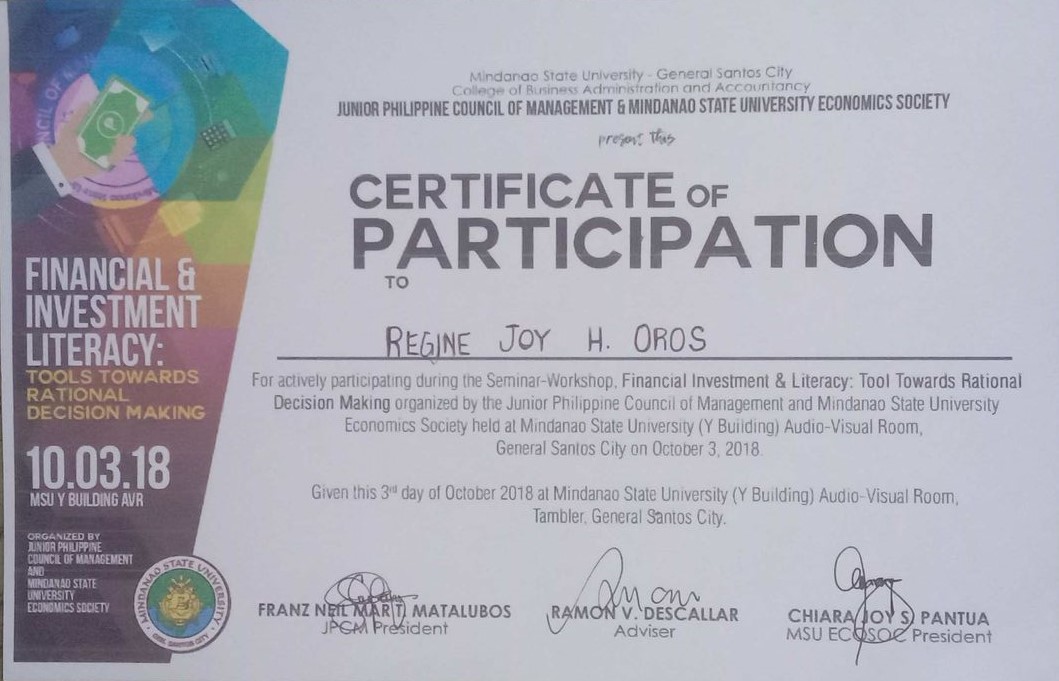 Mindanao State University - General Santos City
College of Business Administration and Accountancy
JUNIOR PHILIPPINE COUNCIL OF MANAGEMENT & MINDANAO STATE UNIVERSITY ECONOMICS SOCIETY
present this
CERTIFICATE OF
PARTICIPATION
TO
REGINE JOY H. OROS
For actively participating during the Seminar-Workshop, Financial Investment & Literacy: Tool Towards Rational
Decision Making organized by the Junior Philippine Council of Management and Mindanao State University
Economics Society held at Mindanao State University (Y Building) Audio-Visual Room,
General Santos City on October 3, 2018.
Given this 3rd day of October 2018 at Mindanao State University (Y Building) Audio-Visual Room,
Tambler, General Santos City.
FRANZ NEIL MAR T. MATALUBOS
JPCM President
RAMON V. DESCALLAR
Adviser
CHIARA JOY S. PANTUA
MSU ECOSOC President
FINANCIAL &
INVESTMENT
LITERACY:
TOOLS TOWARDS
RATIONAL
DECISION MAKING
10.03.18
MSU Y BUILDING AVR
ORGANIZED BY
JUNIOR PHILIPPINE
COUNCIL OF MANAGEMENT
AND
MINDANAO STATE
UNIVERSITY
ECONOMICS SOCIETY
MINDANAO STATE UNIVERSITY